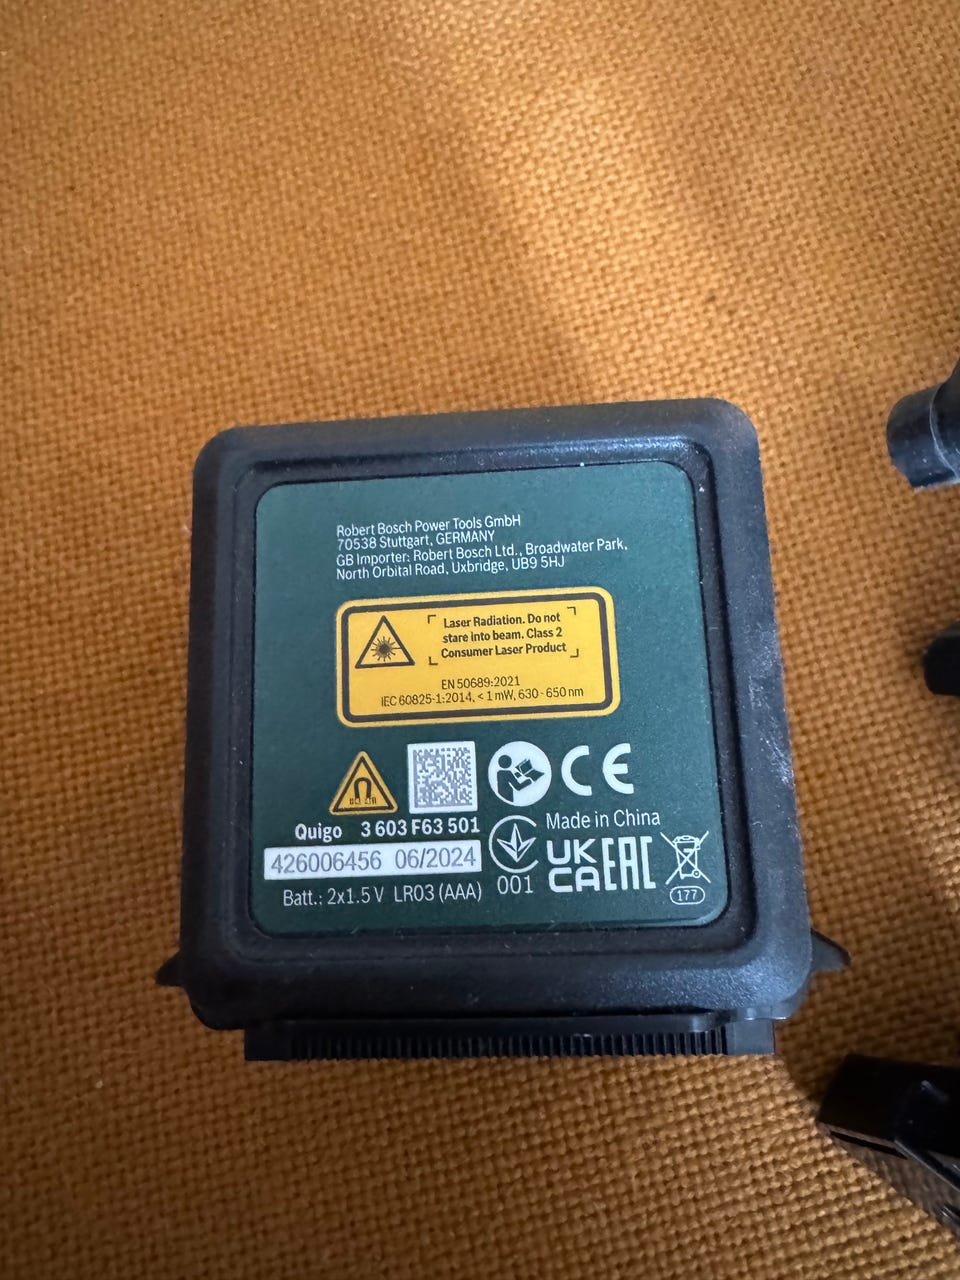 Robert Bosch Power Tools GmbH
70538 Stuttgart, GERMANY
GB Importer: Robert Bosch Ltd., Broadwater Park,
North Orbital Road, Uxbridge, UB9 5HJ
Laser Radiation. Do not
stare into beam. Class 2
Consumer Laser Product
EN 50689:2021
IEC 60825-1:2014, < 1 mW, 630 - 650 nm
CE
Quigo 3 603 F63 501
Made in China
426006456 06/2024
UK
CA
EAC
Batt.: 2x1.5 V LR03 (AAA)
001
177